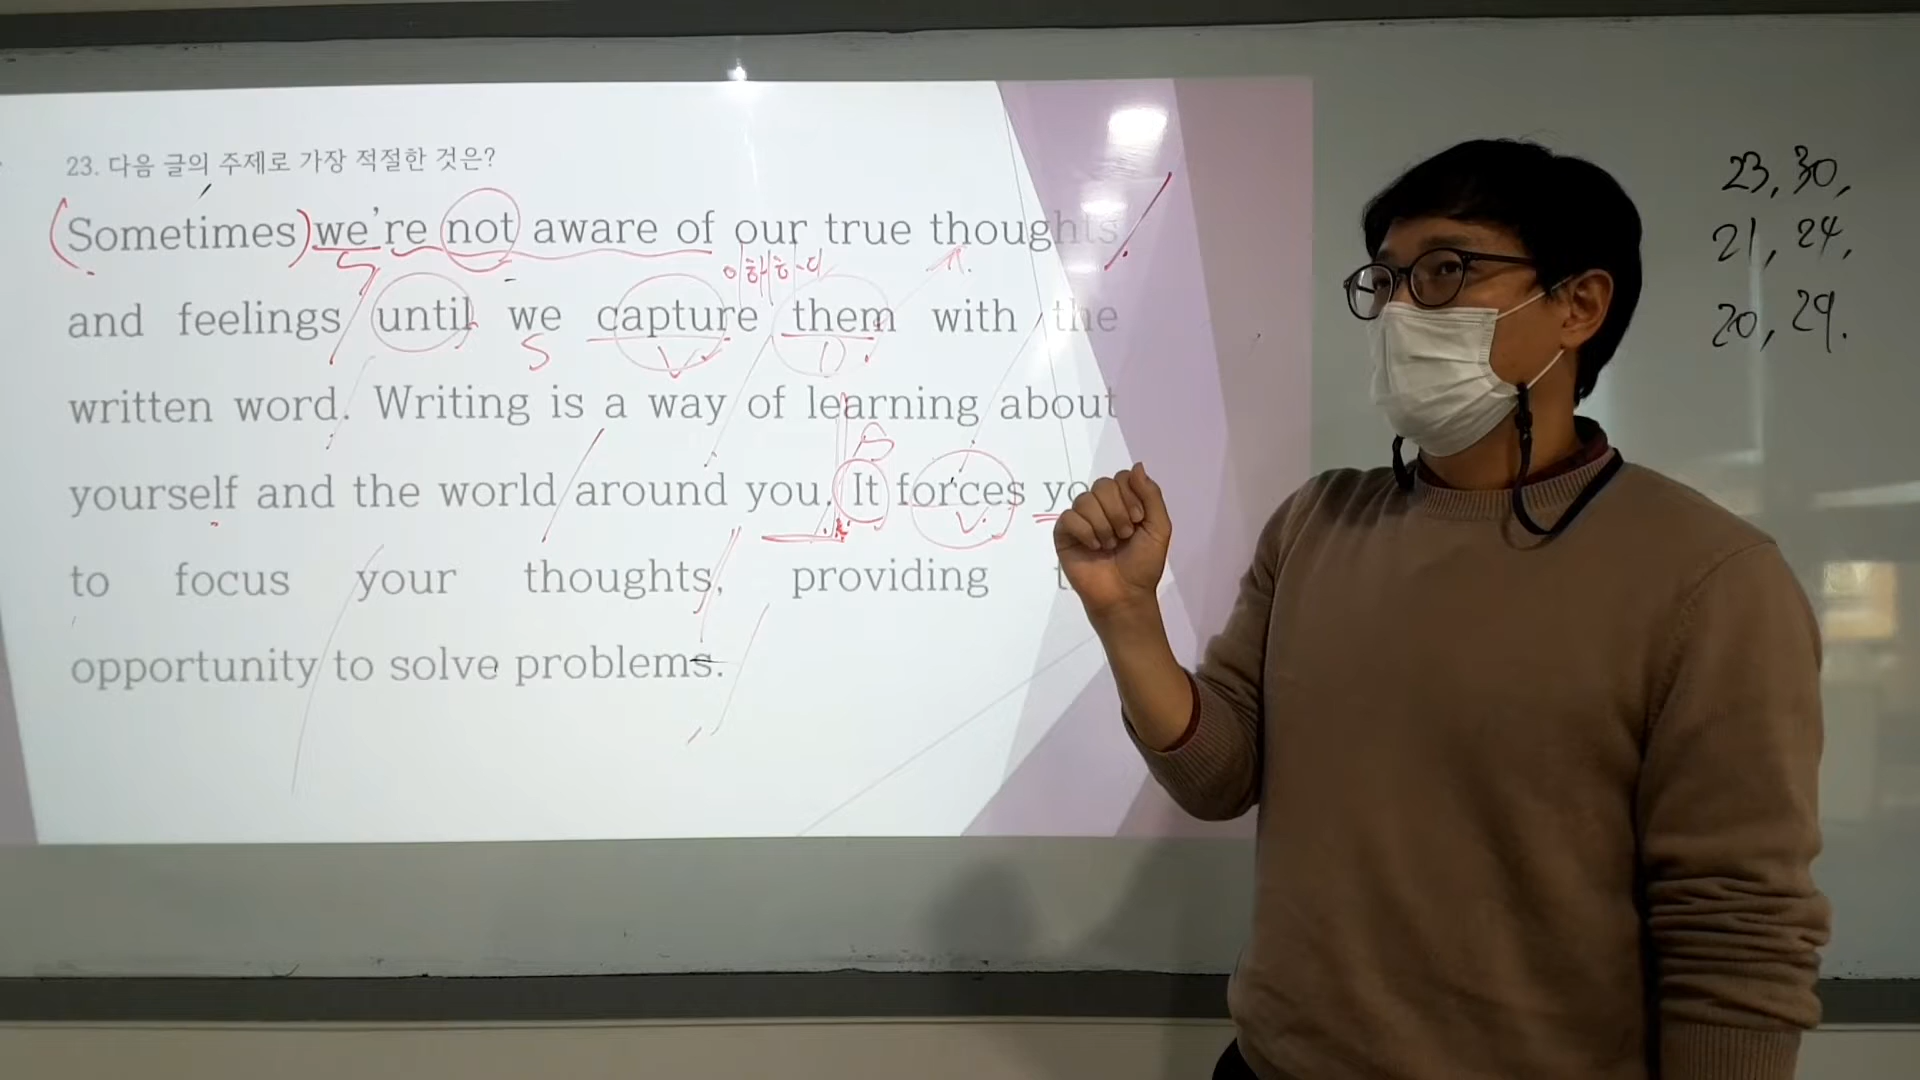 23. 다음 글의 주제로 가장 적절한 것은?
(Sometimes) we're not aware of our true thoughts
S
이해하다
and feelings until we capture them with the
S V O
written word. Writing is a way of learning about
S
yourself and the world around you. It forces yo
V
to focus your thoughts, providing
opportunity to solve problems.
23, 30,
21, 24,
20, 29.